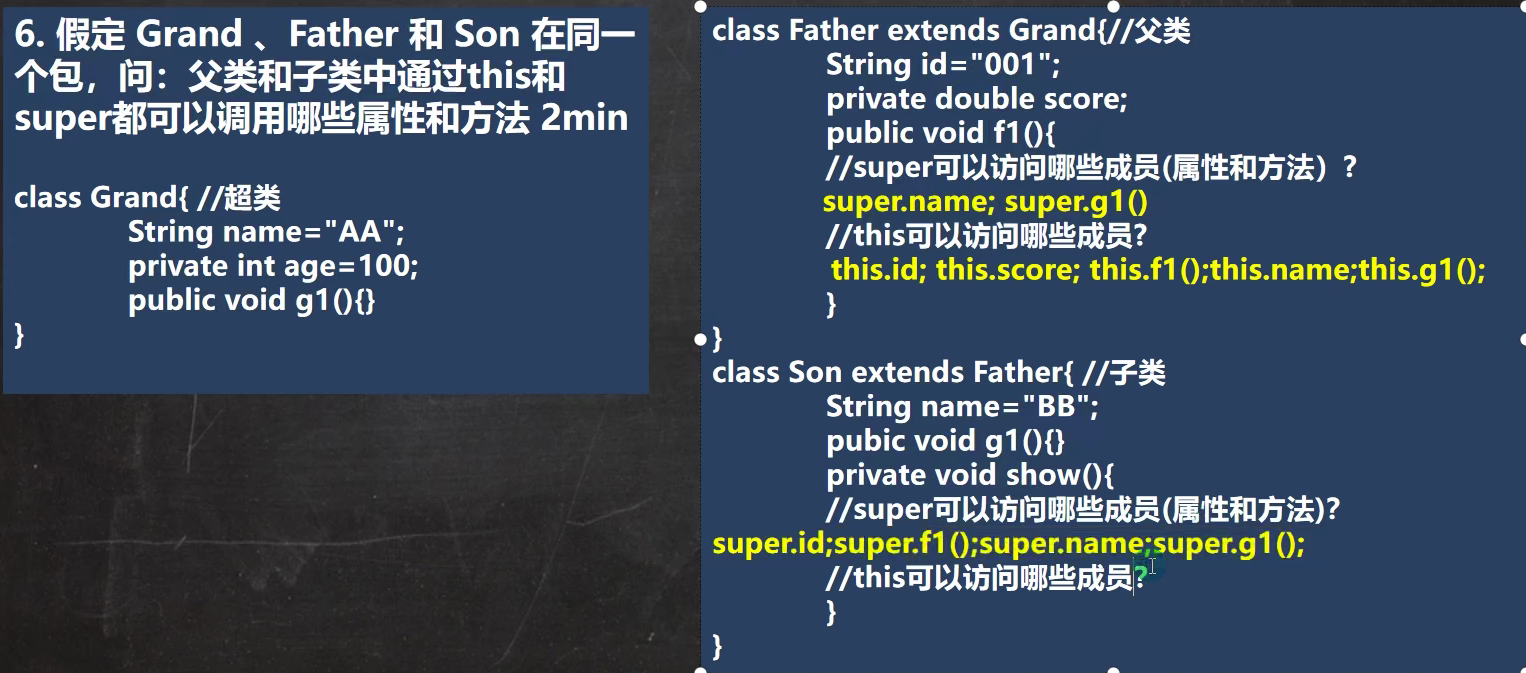 6. 假定 Grand 、Father 和 Son 在同一
个包，问：父类和子类中通过this和
super都可以调用哪些属性和方法 2min
class Grand{ //超类
String name="AA";
private int age=100;
public void g1(){}
}
class Father extends Grand{//父类
String id="001";
private double score;
public void f1(){
//super可以访问哪些成员(属性和方法）?
super.name; super.g1()
//this可以访问哪些成员?
this.id; this.score; this.f1();this.name;this.g1();
}
}
class Son extends Father{ //子类
String name="BB";
pubic void g1(){}
private void show(){
//super可以访问哪些成员(属性和方法)?
super.id;super.f1();super.name;super.g1();
//this可以访问哪些成员?
}
}